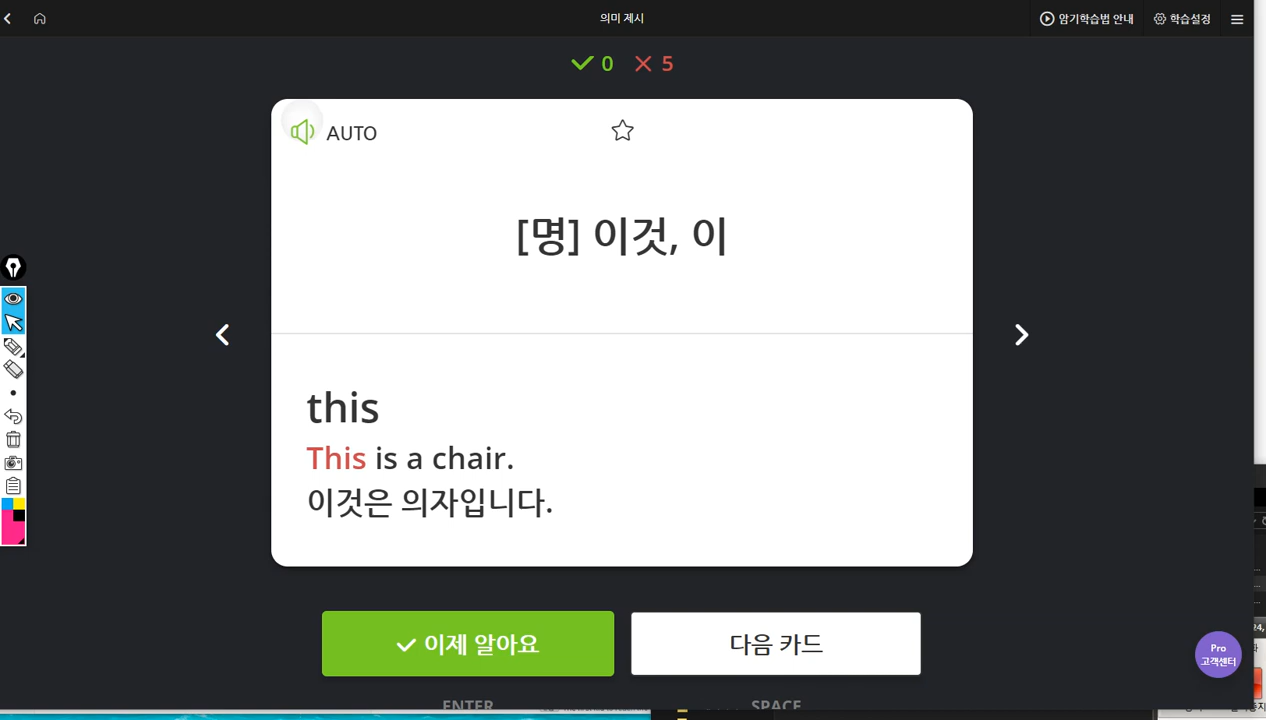 의미 제시
암기학습법 안내
학습설정
0
5
AUTO
[명] 이것, 이
this
This is a chair.
이것은 의자입니다.
이제 알아요
다음 카드
Pro
고객센터
ENTER
SPACE